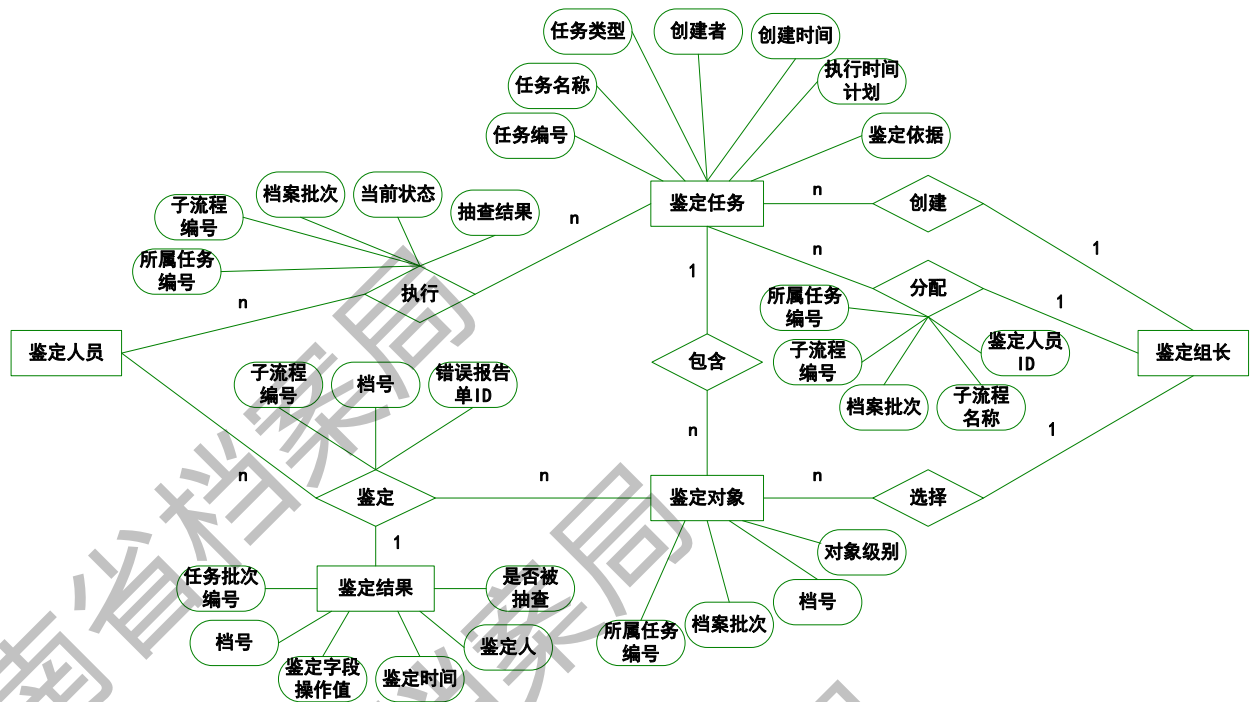 任务类型
创建者
创建时间
执行时间
计划
任务名称
任务编号
鉴定依据
鉴定任务
n
创建
档案批次
当前状态
子流程
编号
抽查结果
n
所属任务
编号
执行
n
1
n
1
分配
1
所属任务
编号
鉴定人员
ID
子流程
编号
档案批次
子流程
名称
鉴定人员
包含
鉴定组长
子流程
编号
档号
错误报告
单ID
n
1
n
鉴定
n
鉴定对象
n
选择
1
任务批次
编号
鉴定结果
是否被
抽查
对象级别
档号
档号
鉴定字段
操作值
鉴定时间
鉴定人
所属任务
编号
档案批次
南省档案局
档案局